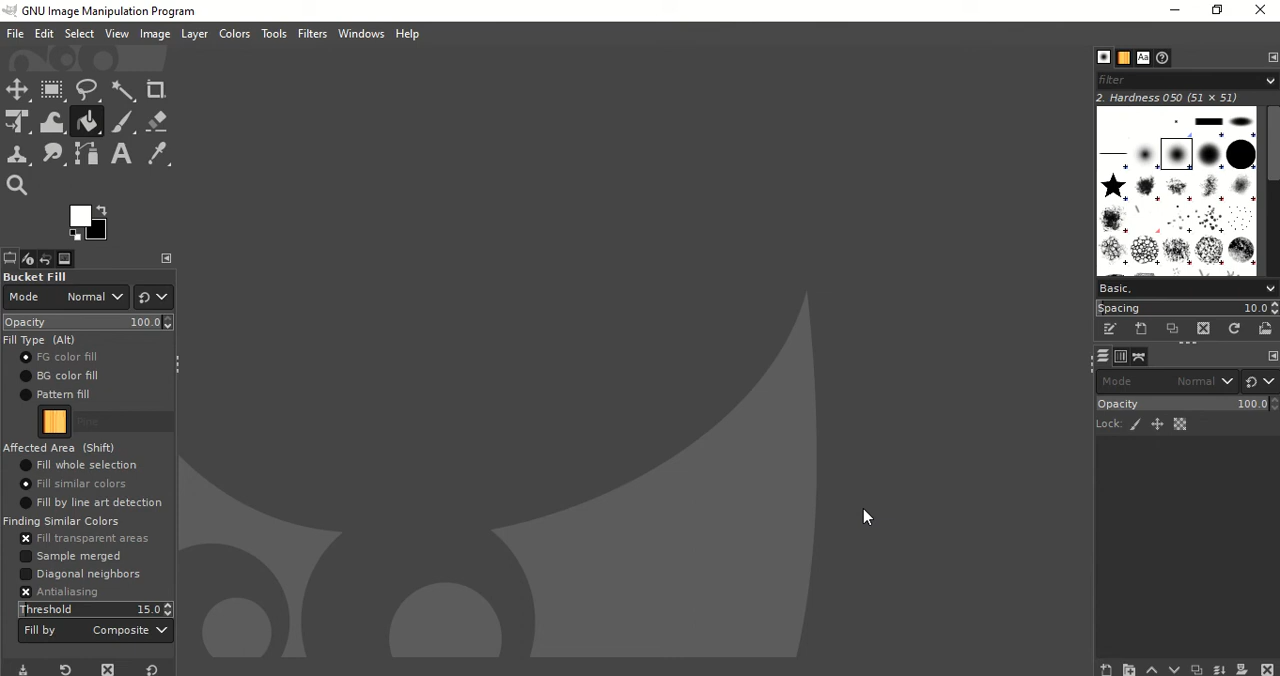 GNU Image Manipulation Program
File Edit Select View Image Layer Colors Tools Filters Windows Help
Aa
filter
2. Hardness 050 (51 × 51)
Basic,
Spacing 10.0
Mode Normal
Opacity 100.0
Lock:
A
Bucket Fill
Mode Normal
Opacity 100.0
Fill Type (Alt)
FG color fill
BG color fill
Pattern fill
Pine
Affected Area (Shift)
Fill whole selection
Fill similar colors
Fill by line art detection
Finding Similar Colors
Fill transparent areas
Sample merged
Diagonal neighbors
Antialiasing
Threshold 15.0
Fill by Composite